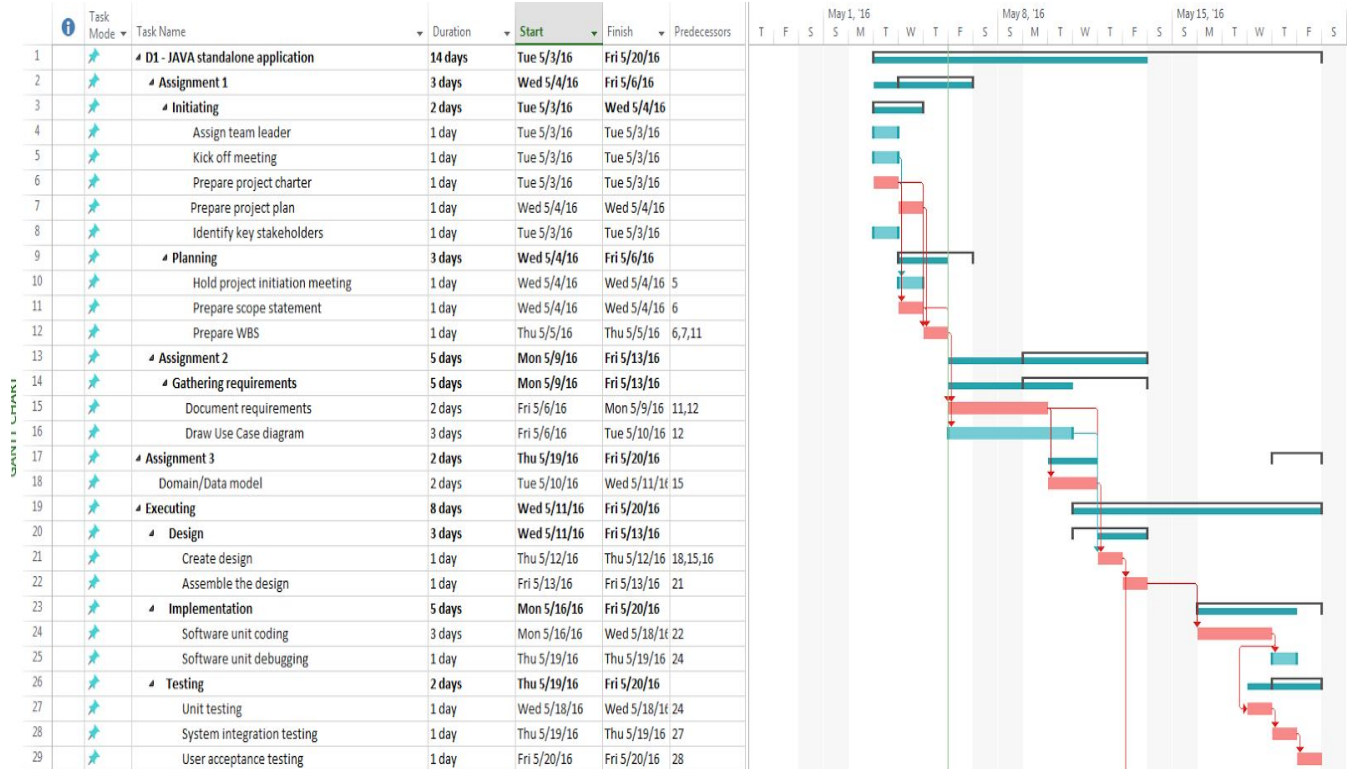 Task Mode Task Name Duration Start Finish Predecessors
T F S S M T W T F S S M T W T F S S M T W T F S
May 1, '16 May 8, '16 May 15, '16
1 D1 - JAVA standalone application 14 days Tue 5/3/16 Fri 5/20/16
2 Assignment 1 3 days Wed 5/4/16 Fri 5/6/16
3 Initiating 2 days Tue 5/3/16 Wed 5/4/16
4 Assign team leader 1 day Tue 5/3/16 Tue 5/3/16
5 Kick off meeting 1 day Tue 5/3/16 Tue 5/3/16
6 Prepare project charter 1 day Tue 5/3/16 Tue 5/3/16
7 Prepare project plan 1 day Wed 5/4/16 Wed 5/4/16
8 Identify key stakeholders 1 day Tue 5/3/16 Tue 5/3/16
9 Planning 3 days Wed 5/4/16 Fri 5/6/16
10 Hold project initiation meeting 1 day Wed 5/4/16 Wed 5/4/16 5
11 Prepare scope statement 1 day Wed 5/4/16 Wed 5/4/16 6
12 Prepare WBS 1 day Thu 5/5/16 Thu 5/5/16 6,7,11
13 Assignment 2 5 days Mon 5/9/16 Fri 5/13/16
14 Gathering requirements 5 days Mon 5/9/16 Fri 5/13/16
15 Document requirements 2 days Fri 5/6/16 Mon 5/9/16 11,12
16 Draw Use Case diagram 3 days Fri 5/6/16 Tue 5/10/16 12
17 Assignment 3 2 days Thu 5/19/16 Fri 5/20/16
18 Domain/Data model 2 days Tue 5/10/16 Wed 5/11/16 15
19 Executing 8 days Wed 5/11/16 Fri 5/20/16
20 Design 3 days Wed 5/11/16 Fri 5/13/16
21 Create design 1 day Thu 5/12/16 Thu 5/12/16 18,15,16
22 Assemble the design 1 day Fri 5/13/16 Fri 5/13/16 21
23 Implementation 5 days Mon 5/16/16 Fri 5/20/16
24 Software unit coding 3 days Mon 5/16/16 Wed 5/18/16 22
25 Software unit debugging 1 day Thu 5/19/16 Thu 5/19/16 24
26 Testing 2 days Thu 5/19/16 Fri 5/20/16
27 Unit testing 1 day Wed 5/18/16 Wed 5/18/16 24
28 System integration testing 1 day Thu 5/19/16 Thu 5/19/16 27
29 User acceptance testing 1 day Fri 5/20/16 Fri 5/20/16 28
GANTT CHART